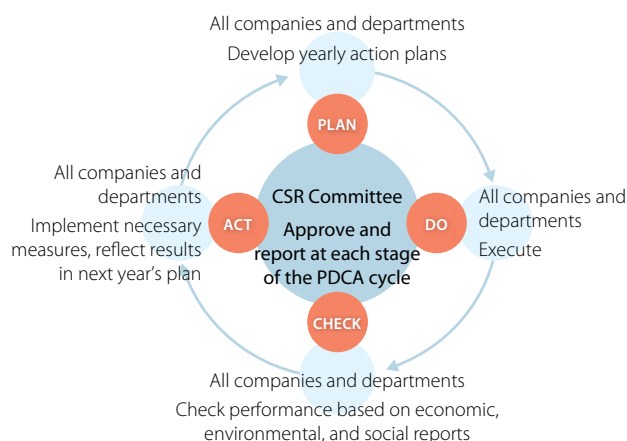 All companies and departments
Develop yearly action plans
PLAN
All companies and
departments
Implement necessary
measures, reflect results
in next year's plan
ACT
CSR Committee
Approve and
report at each stage
of the PDCA cycle
DO
All companies and
departments
Execute
CHECK
All companies and departments
Check performance based on economic,
environmental, and social reports